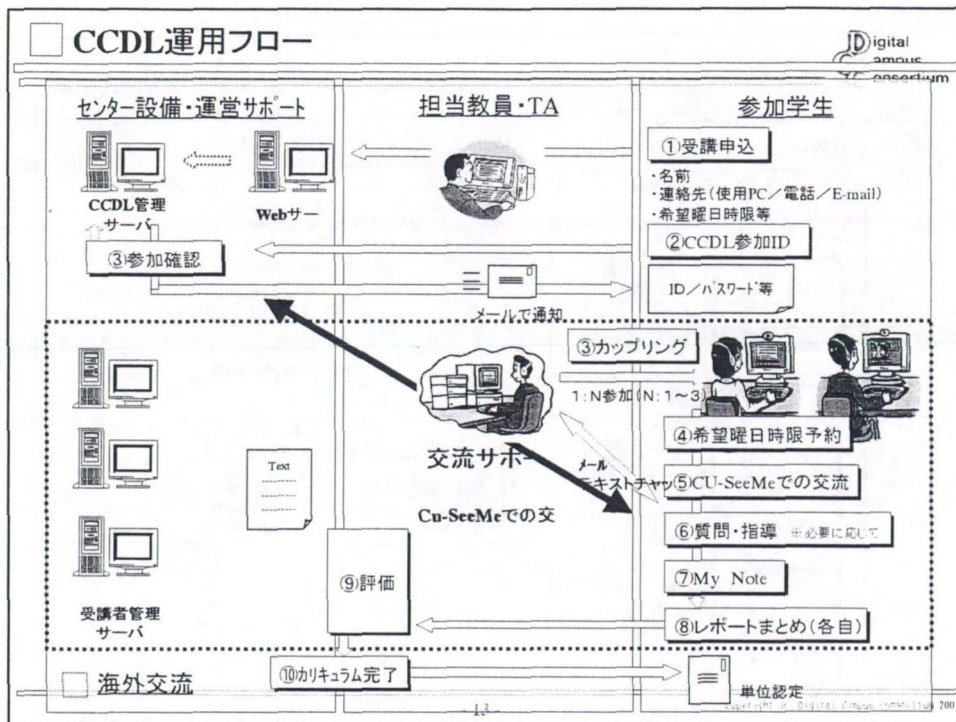 CCDL運用フロー
Digital
Campus
Consortium
センター設備・運営サポート
担当教員・TA
参加学生
①受講申込
・名前
・連絡先(使用PC/電話/E-mail)
・希望曜日時限等
CCDL管理
サーバ
Webサー
②CCDL参加ID
③参加確認
ID/パスワード等
メールで通知
③カップリング
1:N参加(N:1～3)
④希望曜日時限予約
交流サポー
メール
テキストチャッ
⑤CU-SeeMeでの交流
Text
Cu-SeeMeでの交
⑥質問・指導 ※必要に応じて
⑦My Note
⑨評価
受講者管理
サーバ
⑧レポートまとめ(各自)
⑩カリキュラム完了
海外交流
単位認定
Digital Campus Consortium 200
13